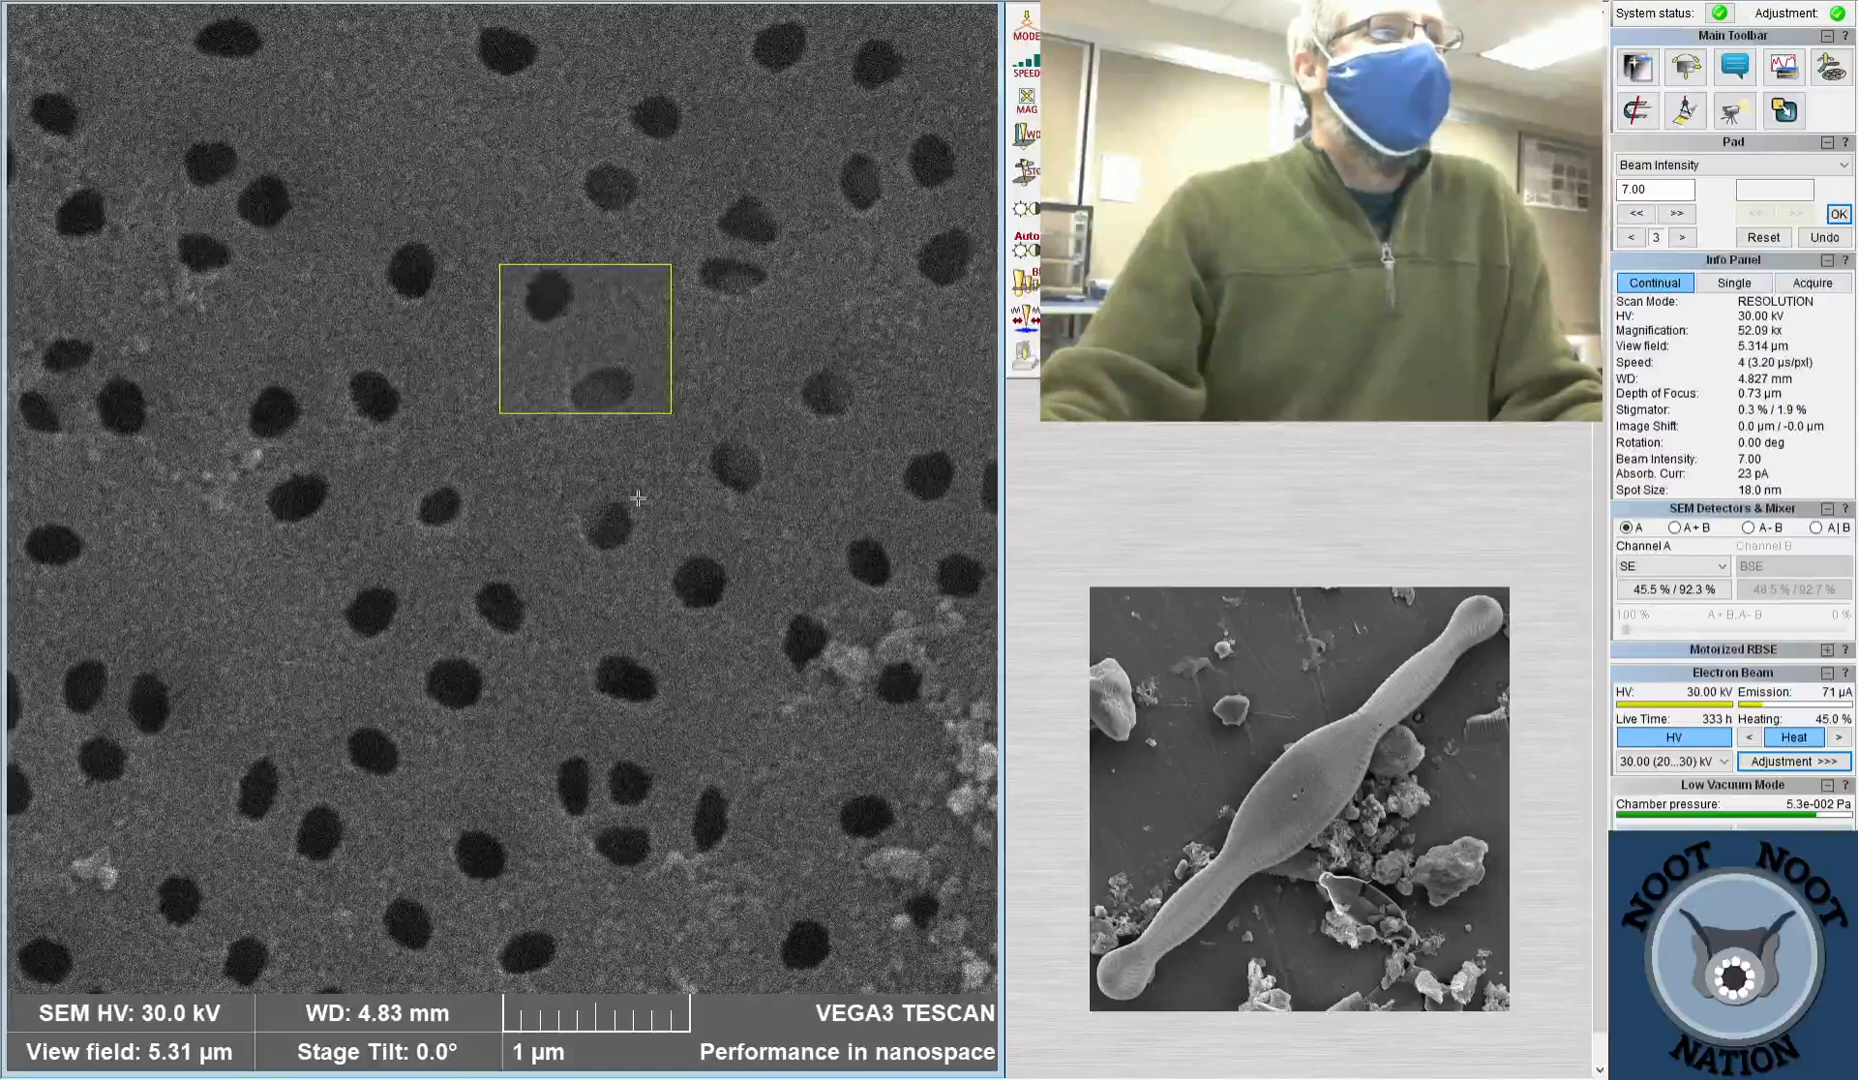 SEM HV: 30.0 kV
WD: 4.83 mm
VEGA3 TESCAN
View field: 5.31 µm
Stage Tilt: 0.0°
1 µm
Performance in nanospace
MODE
SPEED
MAG
WD
Auto
System status:
Adjustment:
Main Toolbar
Pad
Beam Intensity
7.00
<< >>
OK
< 3 >
Reset
Undo
Info Panel
Continual
Single
Acquire
Scan Mode: RESOLUTION
HV: 30.00 kV
Magnification: 52.09 kx
View field: 5.314 µm
Speed: 4 (3.20 µs/pxl)
WD: 4.827 mm
Depth of Focus: 0.73 µm
Stigmator: 0.3 % / 1.9 %
Image Shift: 0.0 µm / -0.0 µm
Rotation: 0.00 deg
Beam Intensity: 7.00
Absorb. Curr: 23 pA
Spot Size: 18.0 nm
SEM Detectors & Mixer
A A + B A - B A | B
Channel A Channel B
SE BSE
45.5 % / 92.3 % 48.5 % / 92.7 %
100 % A + B, A - B 0 %
Motorized RBSE
Electron Beam
HV: 30.00 kV Emission: 71 µA
Live Time: 333 h Heating: 45.0 %
HV < Heat >
30.00 (20...30) kV Adjustment >>>
Low Vacuum Mode
Chamber pressure: 5.3e-002 Pa
NOOT NOOT
NATION